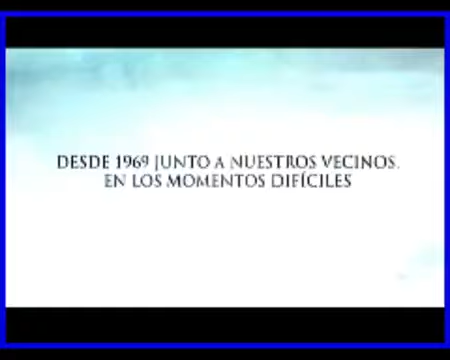 DESDE 1969 JUNTO A NUESTROS VECINOS.
EN LOS MOMENTOS DIFÍCILES